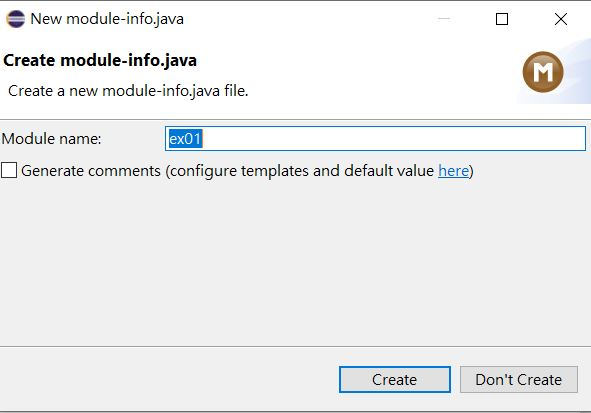 New module-info.java
Create module-info.java
Create a new module-info.java file.
M
Module name: ex01
Generate comments (configure templates and default value here)
Create Don't Create